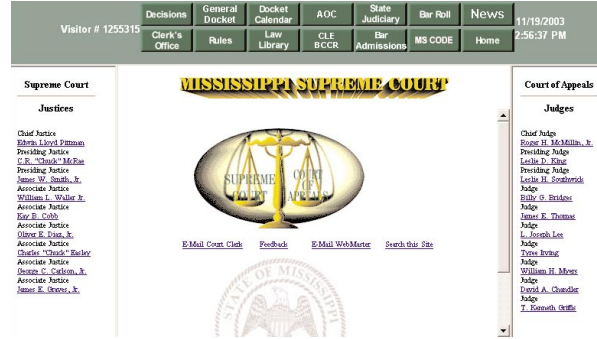 Visitor # 1255315
Decisions
General Docket
Docket Calendar
AOC
State Judiciary
Bar Roll
News
Clerk's Office
Rules
Law Library
CLE BCCR
Bar Admissions
MS CODE
Home
11/19/2003
2:56:37 PM
Supreme Court
Justices
Chief Justice
Edwin Lloyd Pittman
Presiding Justice
C.R. "Chuck" McRae
Presiding Justice
James W. Smith, Jr.
Associate Justice
William L. Waller Jr.
Associate Justice
Kay B. Cobb
Associate Justice
Oliver E. Diaz, Jr.
Associate Justice
Charles "Chuck" Easley
Associate Justice
George C. Carlson, Jr.
Associate Justice
James E. Graves, Jr.
MISSISSIPPI SUPREME COURT
SUPREME COURT
COURT OF APPEALS
E-Mail Court Clerk
Feedback
E-Mail WebMaster
Search this Site
STATE OF MISSISSIPPI
Court of Appeals
Judges
Chief Judge
Roger H. McMillin, Jr.
Presiding Judge
Leslie D. King
Presiding Judge
Leslie H. Southwick
Judge
Billy G. Bridges
Judge
James E. Thomas
Judge
L. Joseph Lee
Judge
Tyree Irving
Judge
William H. Myers
Judge
David A. Chandler
Judge
T. Kenneth Griffis